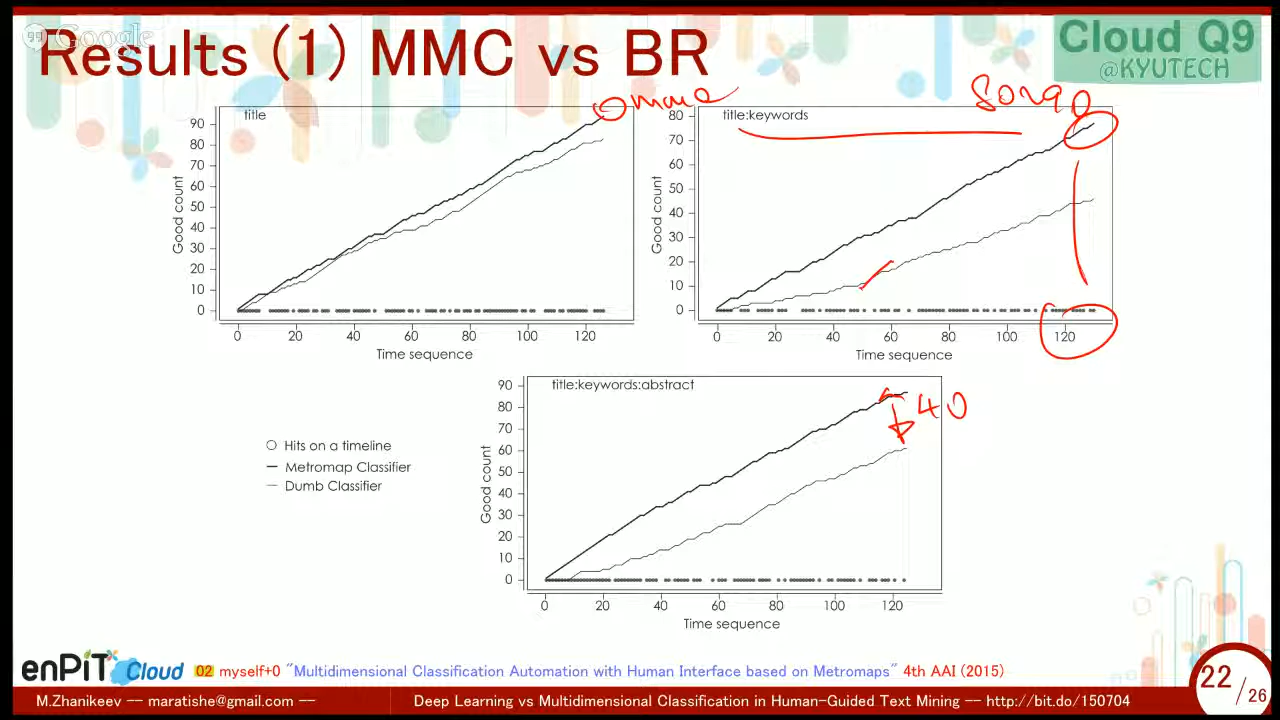 Google
Results (1) MMC vs BR
Cloud Q9
@KYUTECH
title
Good count
90
80
70
60
50
40
30
20
10
0
0 20 40 60 80 100 120
Time sequence
title:keywords
Good count
80
70
60
50
40
30
20
10
0
0 20 40 60 80 100 120
Time sequence
title:keywords:abstract
Good count
90
80
70
60
50
40
30
20
10
0
0 20 40 60 80 100 120
Time sequence
40
Hits on a timeline
Metromap Classifier
Dumb Classifier
enPiT Cloud
02 myself+0 "Multidimensional Classification Automation with Human Interface based on Metromaps" 4th AAI (2015)
22/26
M.Zhanikeev -- maratishe@gmail.com -- Deep Learning vs Multidimensional Classification in Human-Guided Text Mining -- http://bit.do/150704